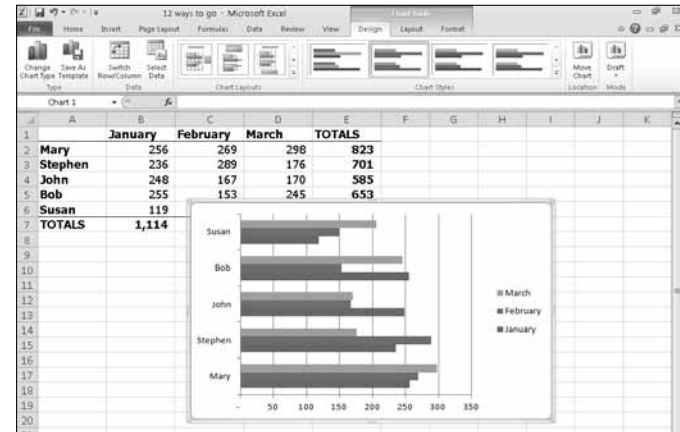 12 ways to go - Microsoft Excel
Chart Tools
File Home Insert Page Layout Formulas Data Review View Design Layout Format
Change Chart Type Save As Template Switch Row/Column Select Data Move Chart Draft
Type Data Chart Layouts Chart Styles Location Mode
Chart 1 fx
A B C D E F G H I J K
1 January February March TOTALS
2 Mary 256 269 298 823
3 Stephen 236 289 176 701
4 John 248 167 170 585
5 Bob 255 153 245 653
6 Susan 119
7 TOTALS 1,114
8
9
10
11
12
13
14
15
16
17
18
19
20
Susan
Bob
John
Stephen
Mary
- 50 100 150 200 250 300 350
March
February
January